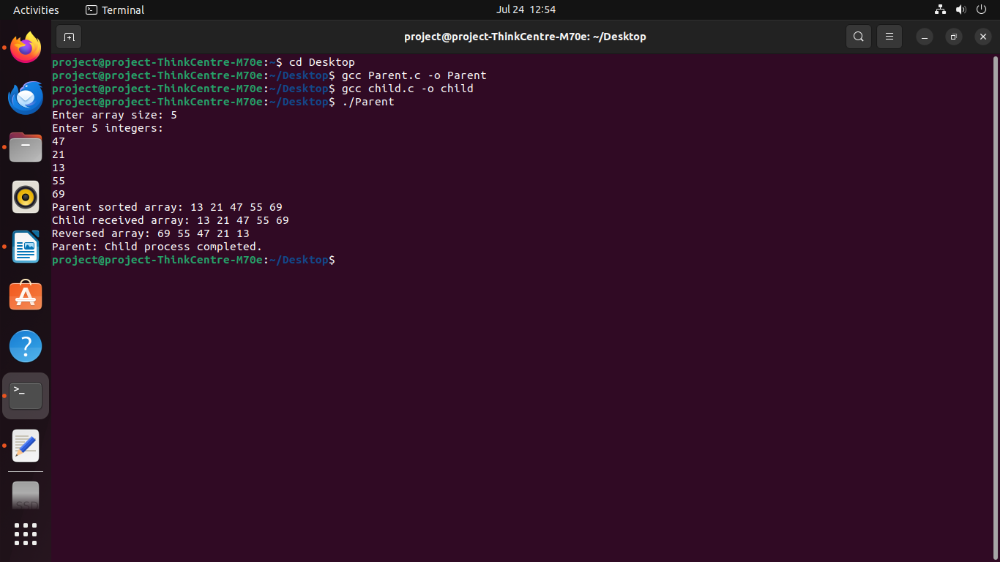 Activities
Terminal
Jul 24 12:54
project@project-ThinkCentre-M70e: ~/Desktop
project@project-ThinkCentre-M70e:~$ cd Desktop
project@project-ThinkCentre-M70e:~/Desktop$ gcc Parent.c -o Parent
project@project-ThinkCentre-M70e:~/Desktop$ gcc child.c -o child
project@project-ThinkCentre-M70e:~/Desktop$ ./Parent
Enter array size: 5
Enter 5 integers:
47
21
13
55
69
Parent sorted array: 13 21 47 55 69
Child received array: 13 21 47 55 69
Reversed array: 69 55 47 21 13
Parent: Child process completed.
project@project-ThinkCentre-M70e:~/Desktop$
SSD